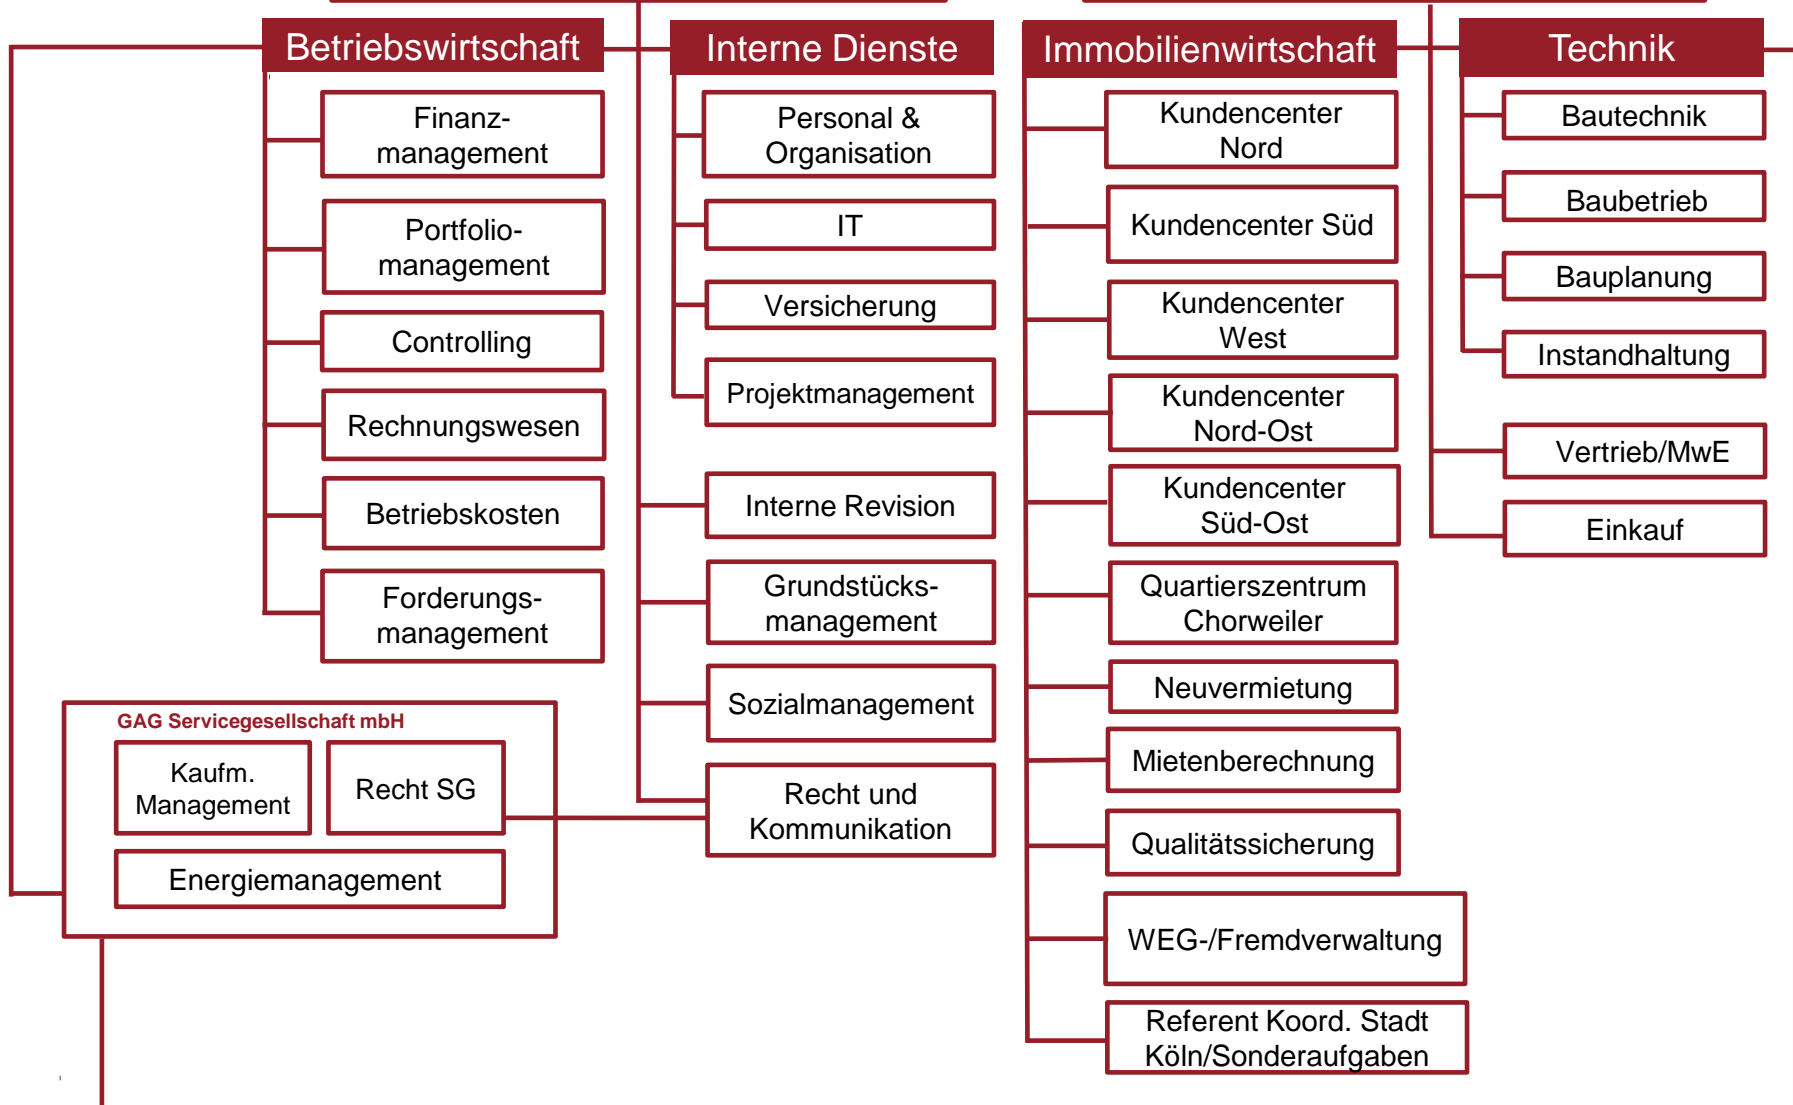 Betriebswirtschaft
Finanz-
management
Portfolio-
management
Controlling
Rechnungswesen
Betriebskosten
Forderungs-
management
GAG Servicegesellschaft mbH
Kaufm.
Management
Recht SG
Energiemanagement
Interne Dienste
Personal &
Organisation
IT
Versicherung
Projektmanagement
Interne Revision
Grundstücks-
management
Sozialmanagement
Recht und
Kommunikation
Immobilienwirtschaft
Kundencenter
Nord
Kundencenter Süd
Kundencenter
West
Kundencenter
Nord-Ost
Kundencenter
Süd-Ost
Quartierszentrum
Chorweiler
Neuvermietung
Mietenberechnung
Qualitätssicherung
WEG-/Fremdverwaltung
Referent Koord. Stadt
Köln/Sonderaufgaben
Technik
Bautechnik
Baubetrieb
Bauplanung
Instandhaltung
Vertrieb/MwE
Einkauf